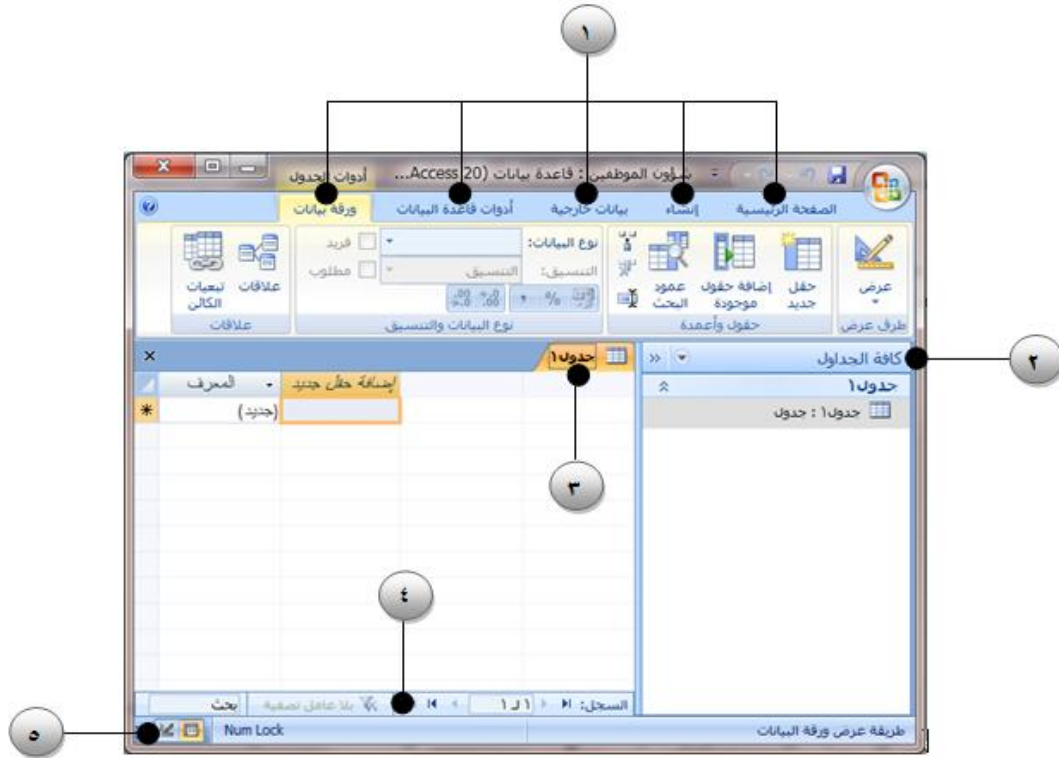 ١
شؤون الموظفين : قاعدة بيانات (Access 20...
أدوات الجدول
الصفحة الرئيسية
إنشاء
بيانات خارجية
أدوات قاعدة البيانات
ورقة بيانات
عرض
طرق عرض
حقل جديد
إضافة حقول موجودة
عمود البحث
حقول وأعمدة
نوع البيانات:
فريد
التنسيق:
التنسيق
مطلوب
نوع البيانات والتنسيق
علاقات
تبعيات الكائن
علاقات
٢
كافة الجداول
جدول١
جدول١ : جدول
جدول١
المعرف
إضافة حقل جديد
(جديد)
٣
٤
السجل:
١ لـ ١
بلا عامل تصفية
بحث
طريقة عرض ورقة البيانات
Num Lock
٥